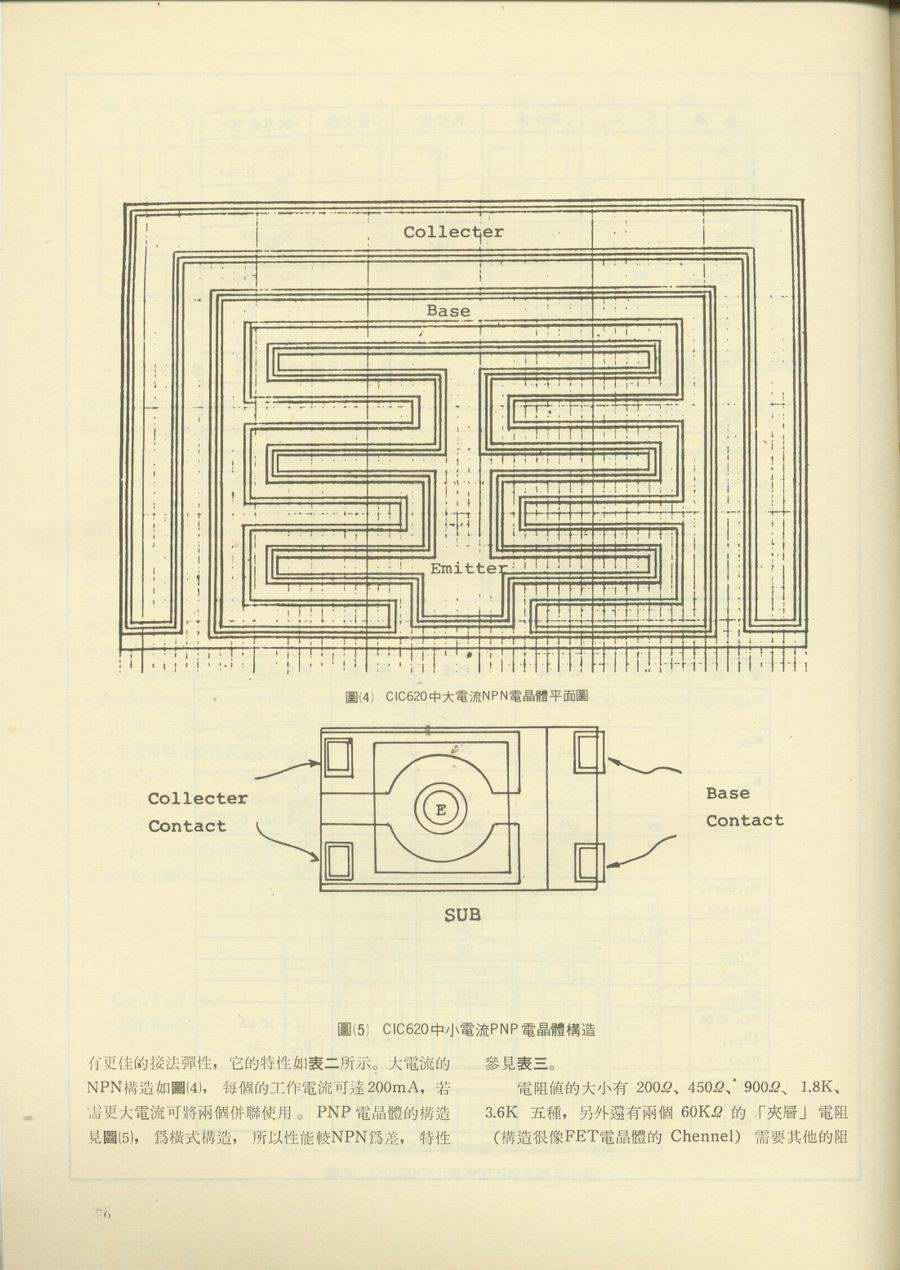 Collecter
Base
Emitter
圖(4) CIC620中大電流NPN電晶體平面圖
Collecter
Contact
E
Base
Contact
SUB
圖(5) CIC620中小電流PNP電晶體構造
有更佳的接法彈性，它的特性如表二所示。大電流的
NPN構造如圖(4)，每個的工作電流可達200mA，若
需更大電流可將兩個併聯使用。PNP電晶體的構造
見圖(5)，爲橫式構造，所以性能較NPN爲差，特性
參見表三。
電阻値的大小有 200Ω、450Ω、900Ω、1.8K、
3.6K 五種，另外還有兩個 60KΩ 的「夾層」電阻
(構造很像FET電晶體的 Chennel) 需要其他的阻
76